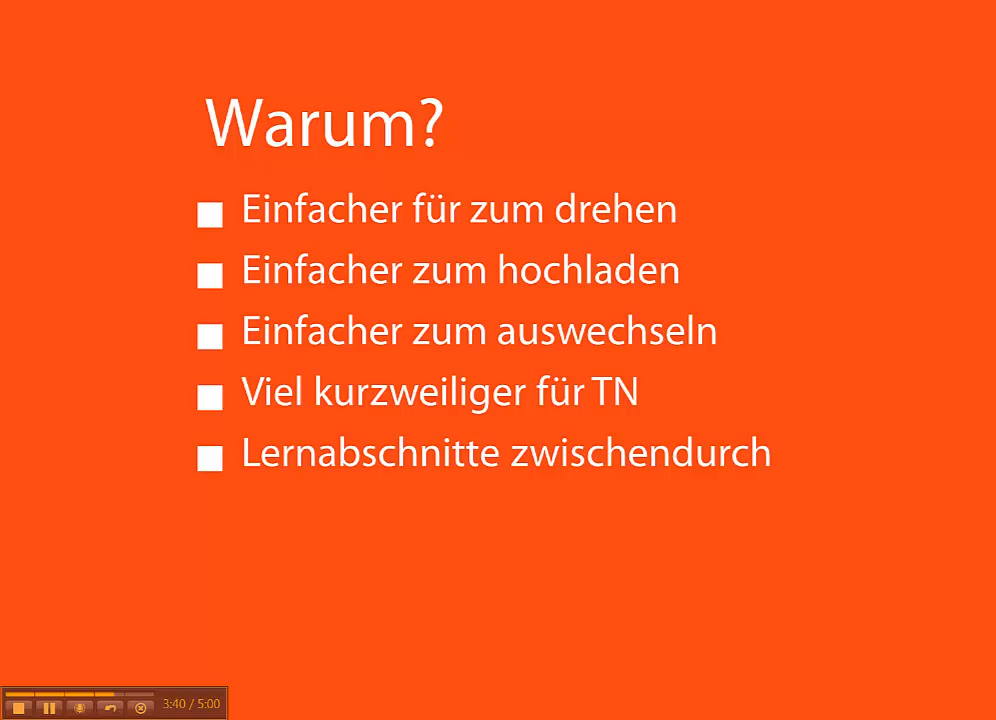 Warum?
Einfacher für zum drehen
Einfacher zum hochladen
Einfacher zum auswechseln
Viel kurzweiliger für TN
Lernabschnitte zwischendurch
3:40 / 5:00